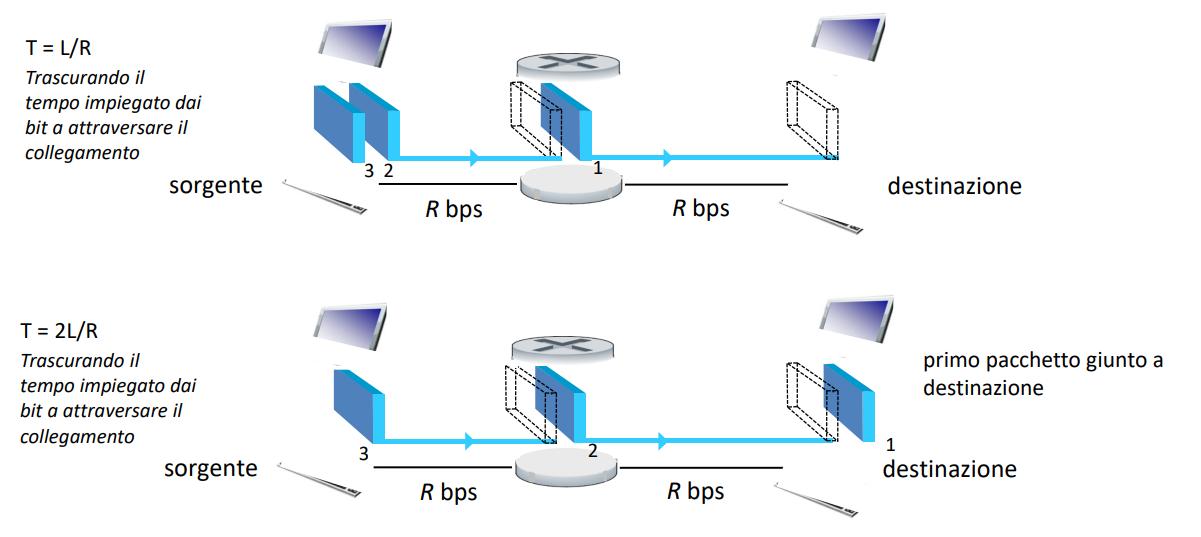 T = L/R
Trascurando il
tempo impiegato dai
bit a attraversare il
collegamento
3 2
1
sorgente
destinazione
R bps
R bps
T = 2L/R
Trascurando il
tempo impiegato dai
bit a attraversare il
collegamento
primo pacchetto giunto a
destinazione
3
2
1
sorgente
destinazione
R bps
R bps